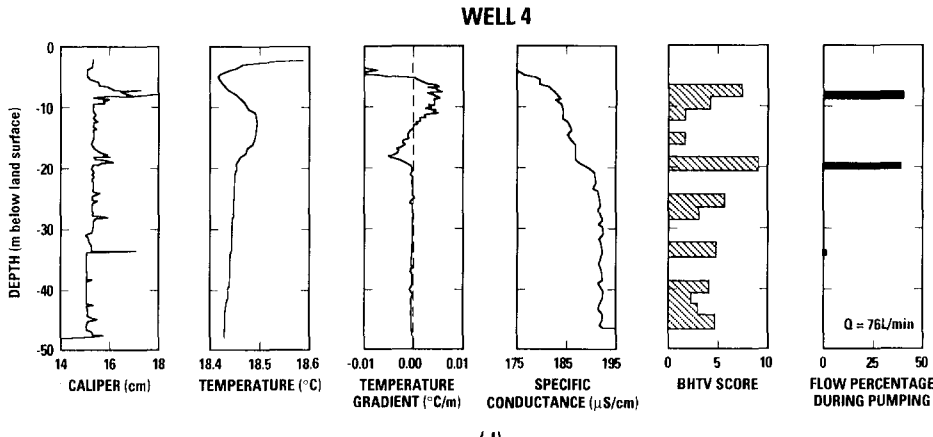 WELL 4
DEPTH (m below land surface)
0
-10
-20
-30
-40
-50
14 16 18
CALIPER (cm)
18.4 18.5 18.6
TEMPERATURE (°C)
-0.01 0.00 0.01
TEMPERATURE
GRADIENT (°C/m)
175 185 195
SPECIFIC
CONDUCTANCE (μS/cm)
0 5 10
BHTV SCORE
Q = 76L/min
0 25 50
FLOW PERCENTAGE
DURING PUMPING